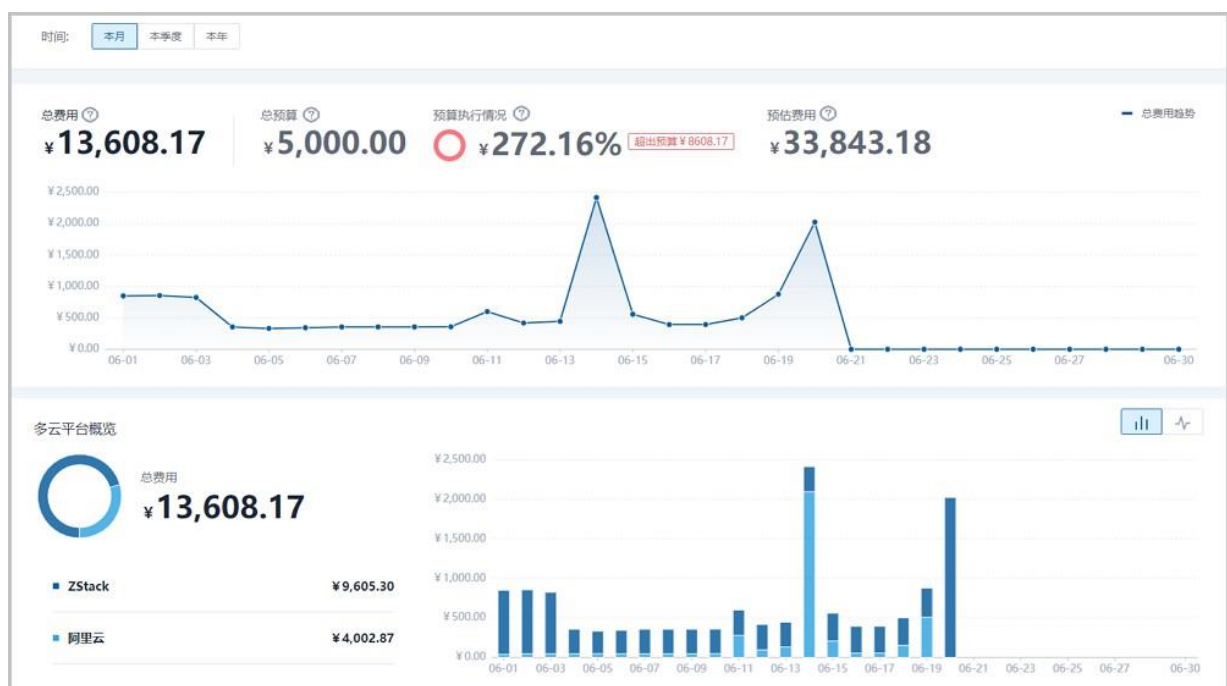 时间: 本月 本季度 本年
总费用 ? 总预算 ? 预算执行情况 ? 预估费用 ? 总费用趋势
¥13,608.17 ¥5,000.00 ¥272.16% 超出预算¥8608.17 ¥33,843.18
¥2,500.00
¥2,000.00
¥1,500.00
¥1,000.00
¥500.00
¥0.00
06-01 06-03 06-05 06-07 06-09 06-11 06-13 06-15 06-17 06-19 06-21 06-23 06-25 06-27 06-30
多云平台概览
总费用
¥13,608.17
ZStack ¥9,605.30
阿里云 ¥4,002.87
¥2,500.00
¥2,000.00
¥1,500.00
¥1,000.00
¥500.00
¥0.00
06-01 06-03 06-05 06-07 06-09 06-11 06-13 06-15 06-17 06-19 06-21 06-23 06-25 06-27 06-30